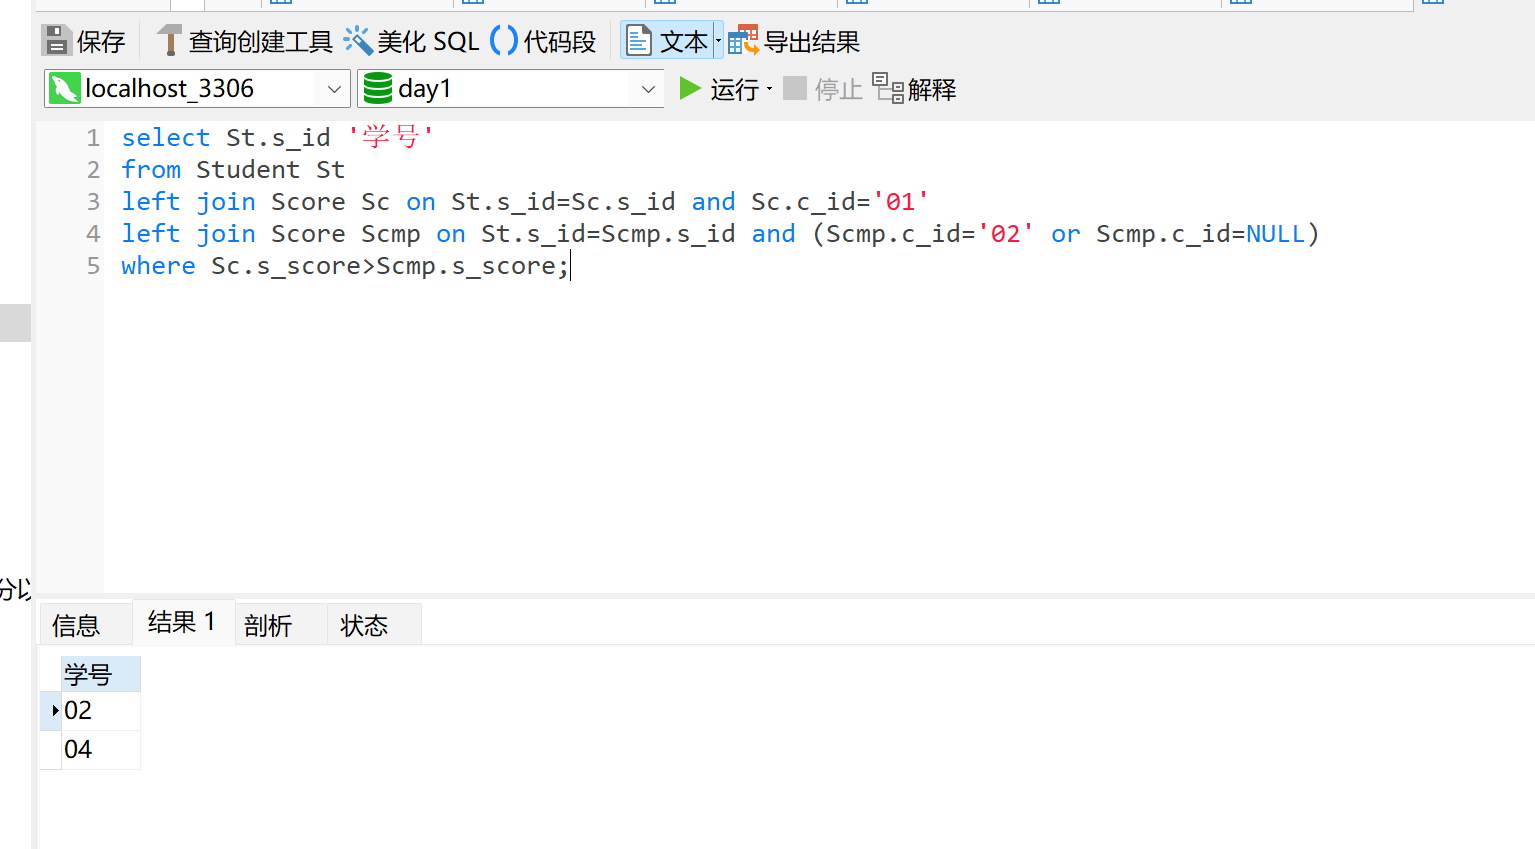 保存 查询创建工具 美化 SQL () 代码段 文本 导出结果
localhost_3306 day1 运行 停止 解释
1 select St.s_id '学号'
2 from Student St
3 left join Score Sc on St.s_id=Sc.s_id and Sc.c_id='01'
4 left join Score Scmp on St.s_id=Scmp.s_id and (Scmp.c_id='02' or Scmp.c_id=NULL)
5 where Sc.s_score>Scmp.s_score;
分以
信息 结果 1 剖析 状态
学号
02
04